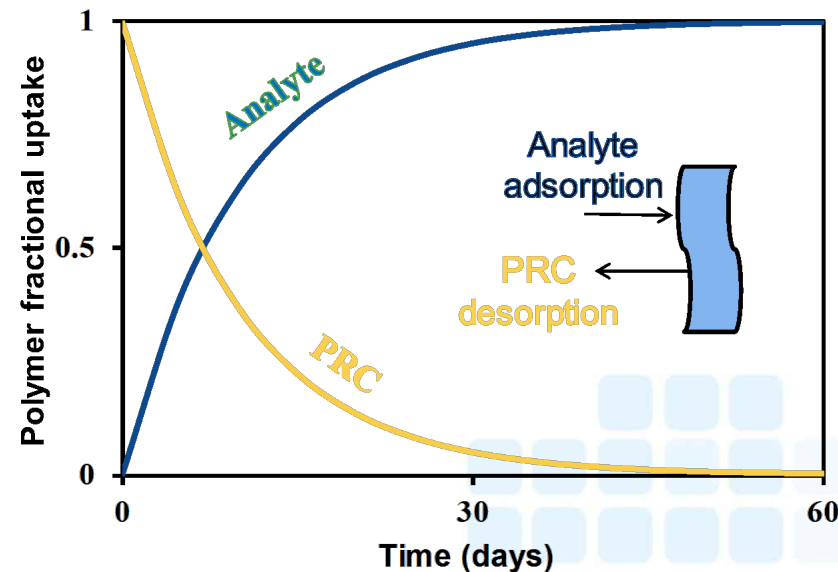 1
Polymer fractional uptake
Analyte
Analyte
adsorption
0.5
PRC
desorption
PRC
0
0
30
60
Time (days)